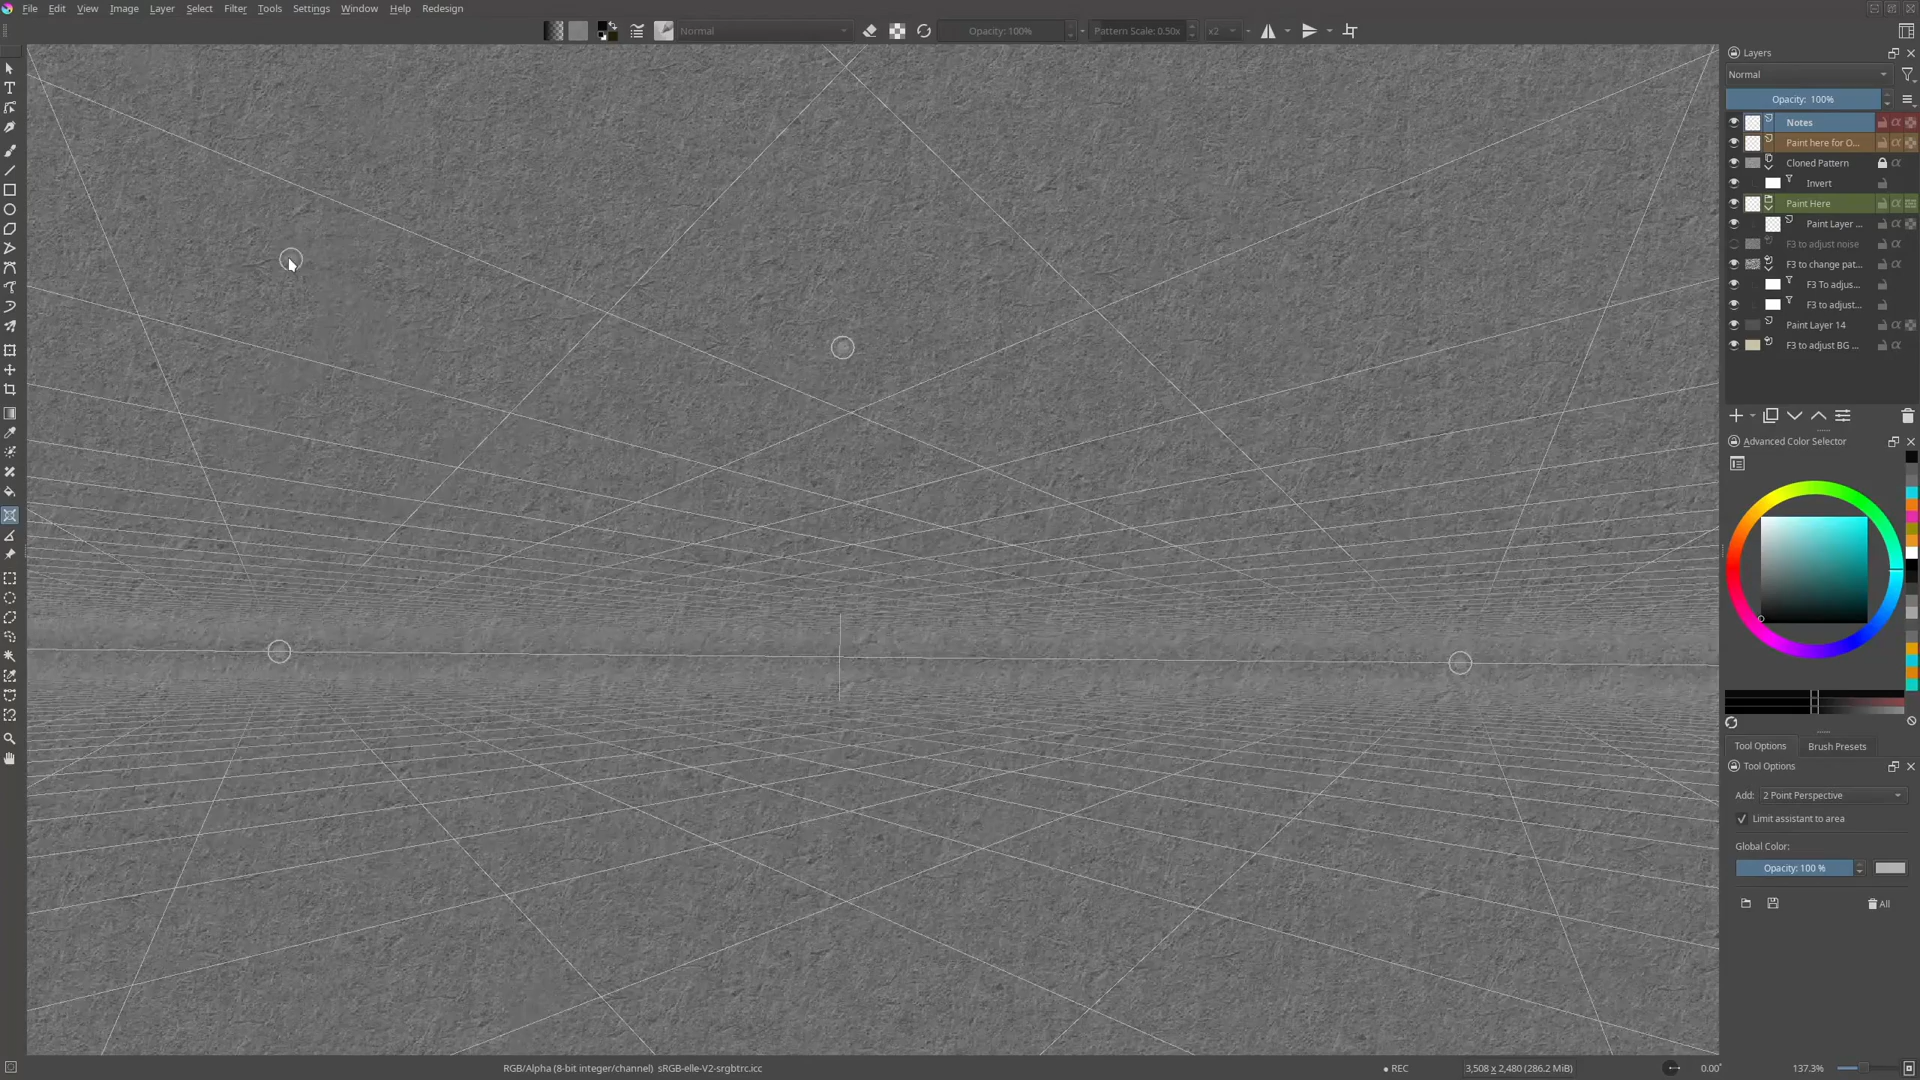 File Edit View Image Layer Select Filter Tools Settings Window Help Redesign
Normal Opacity: 100% Pattern Scale: 0.50x x2
Layers
Normal
Opacity: 100%
Notes
Paint here for O...
Cloned Pattern
Invert
Paint Here
Paint Layer ...
F3 to adjust noise
F3 to change pat...
F3 To adjus...
F3 to adjust...
Paint Layer 14
F3 to adjust BG ...
Advanced Color Selector
Tool Options Brush Presets
Tool Options
Add: 2 Point Perspective
Limit assistant to area
Global Color:
Opacity: 100 %
All
RGB/Alpha (8-bit integer/channel) sRGB-elle-V2-srgbtrc.icc REC 3,508 x 2,480 (286.2 MiB) 0.00° 137.3%